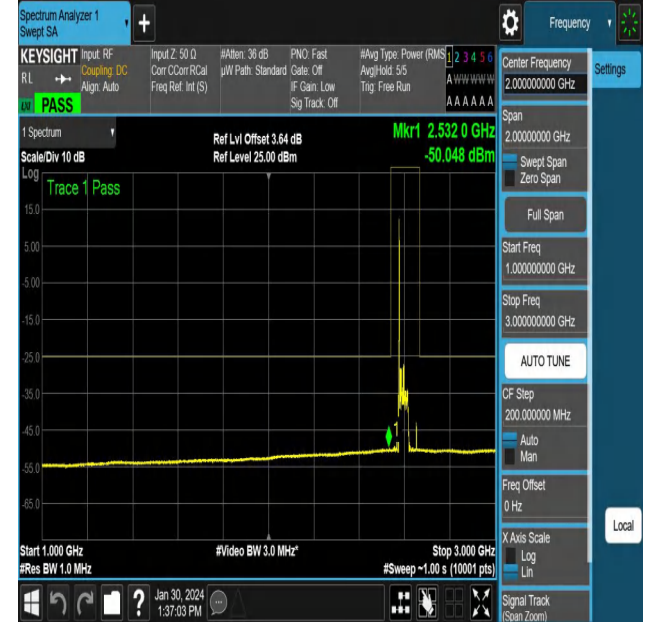 Spectrum Analyzer 1
Swept SA
+
Frequency
KEYSIGHT
RL
PASS
Input: RF
Coupling: DC
Align: Auto
Input Z: 50 Ω
Corr CCorr RCal
Freq Ref: Int (S)
#Atten: 36 dB
µW Path: Standard
PNO: Fast
Gate: Off
IF Gain: Low
Sig Track: Off
#Avg Type: Power (RMS
Avg|Hold: 5/5
Trig: Free Run
1 2 3 4 5 6
A W W W W W
A A A A A A
1 Spectrum
Scale/Div 10 dB
Ref Lvl Offset 3.64 dB
Ref Level 25.00 dBm
Mkr1 2.532 0 GHz
-50.048 dBm
Log
Trace 1 Pass
15.0
5.00
-5.00
-15.0
-25.0
-35.0
-45.0
-55.0
-65.0
1
Start 1.000 GHz
#Res BW 1.0 MHz
#Video BW 3.0 MHz*
Stop 3.000 GHz
#Sweep ~1.00 s (10001 pts)
Center Frequency
2.000000000 GHz
Settings
Span
2.00000000 GHz
Swept Span
Zero Span
Full Span
Start Freq
1.000000000 GHz
Stop Freq
3.000000000 GHz
AUTO TUNE
CF Step
200.000000 MHz
Auto
Man
Freq Offset
0 Hz
X Axis Scale
Log
Lin
Local
Signal Track
(Span Zoom)
?
Jan 30, 2024
1:37:03 PM